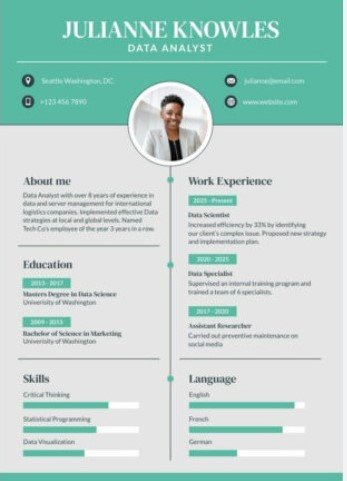 JULIANNE KNOWLES
DATA ANALYST
Seattle Washington, DC
+123 456 7890
julianne@email.com
www.website.com
About me
Data Analyst with over 8 years of experience in
data and server management for international
logistics companies. Implemented effective Data
strategies at local and global levels. Named
Tech Co's employee of the year 3 years in a row.
Education
2013 - 2017
Masters Degree in Data Science
University of Washington
2009 - 2013
Bachelor of Science in Marketing
University of Washington
Skills
Critical Thinking
Statistical Programming
Data Visualization
Work Experience
2025 - Present
Data Scientist
Increased efficiency by 33% by identifying
our client's complex issue. Proposed new strategy
and implementation plan.
2020 - 2025
Data Specialist
Supervised an internal training program and
trained a team of 6 specialists.
2017 - 2020
Assistant Researcher
Carried out preventive maintenance on
social media
Language
English
French
German